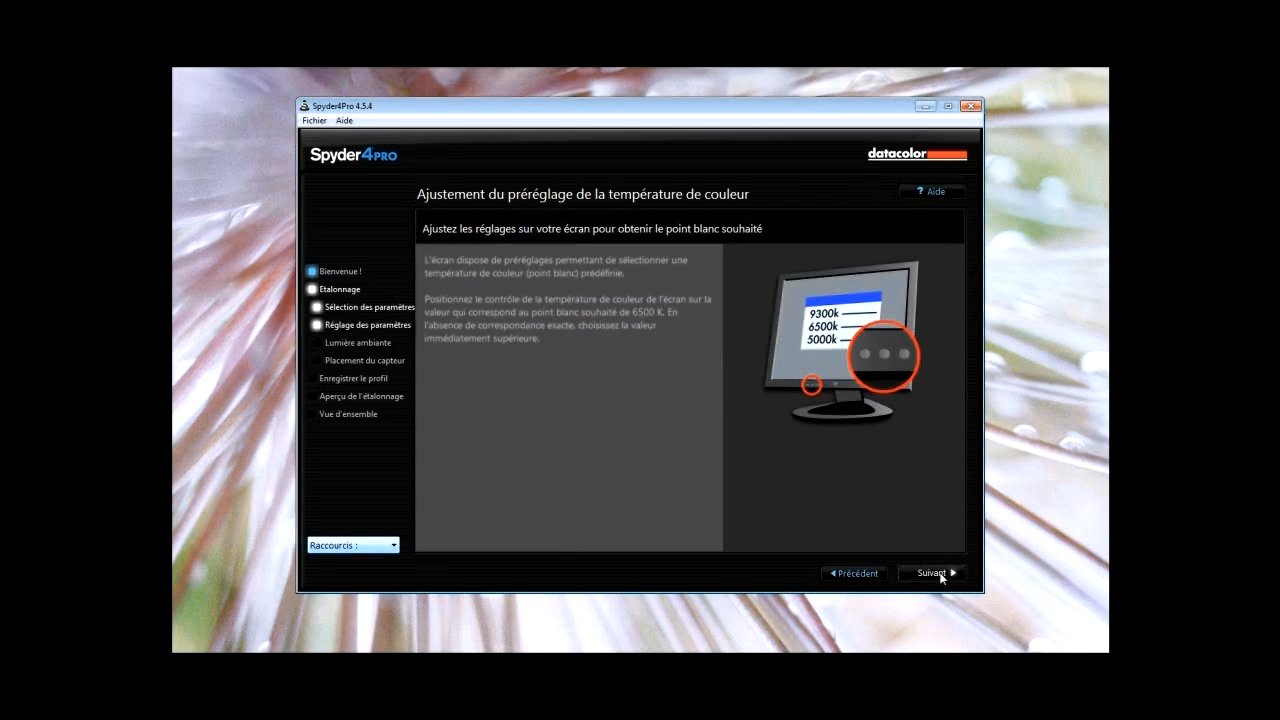 Spyder4Pro 4.5.4
Fichier Aide
Spyder4PRO
datacolor
Ajustement du préréglage de la température de couleur
? Aide
Ajustez les réglages sur votre écran pour obtenir le point blanc souhaité
Bienvenue !
Etalonnage
Sélection des paramètres
Réglage des paramètres
Lumière ambiante
Placement du capteur
Enregistrer le profil
Aperçu de l'étalonnage
Vue d'ensemble
L'écran dispose de préréglages permettant de sélectionner une
température de couleur (point blanc) prédéfinie.
Positionnez le contrôle de la température de couleur de l'écran sur la
valeur qui correspond au point blanc souhaité de 6500 K. En
l'absence de correspondance exacte, choisissez la valeur
immédiatement supérieure.
9300k
6500k
5000k
Raccourcis :
Précédent
Suivant